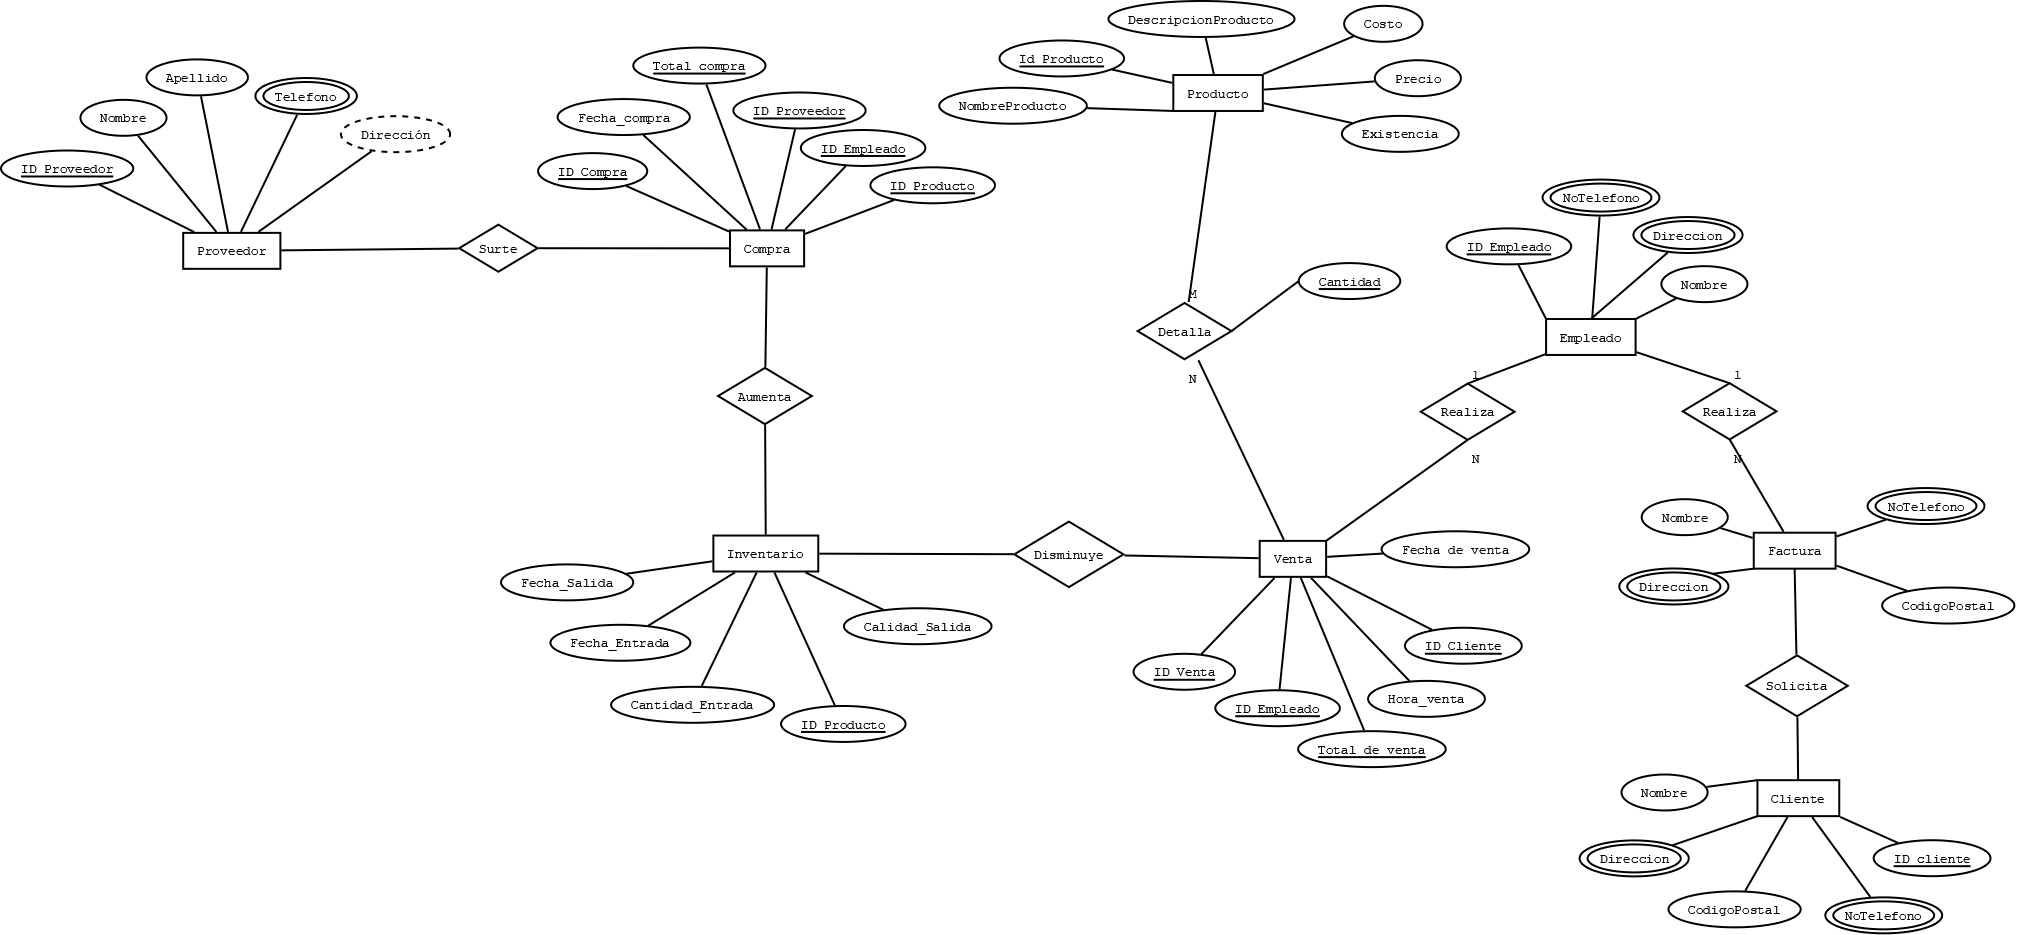 DescripcionProducto
Costo
Id Producto
Precio
NombreProducto
Producto
Existencia
Apellido
Telefono
Nombre
Dirección
ID Proveedor
Proveedor
Surte
Total compra
Fecha_compra
ID Proveedor
ID Empleado
ID Compra
ID Producto
Compra
Aumenta
M
Detalla
N
Cantidad
NoTelefono
Direccion
ID Empleado
Nombre
Empleado
1
Realiza
N
1
Realiza
N
Inventario
Disminuye
Venta
Fecha de venta
Fecha_Salida
Fecha_Entrada
Calidad_Salida
Cantidad_Entrada
ID Producto
ID Venta
ID Empleado
Total de venta
Hora_venta
ID Cliente
Nombre
NoTelefono
Factura
Direccion
CodigoPostal
Solicita
Nombre
Cliente
Direccion
ID cliente
CodigoPostal
NoTelefono